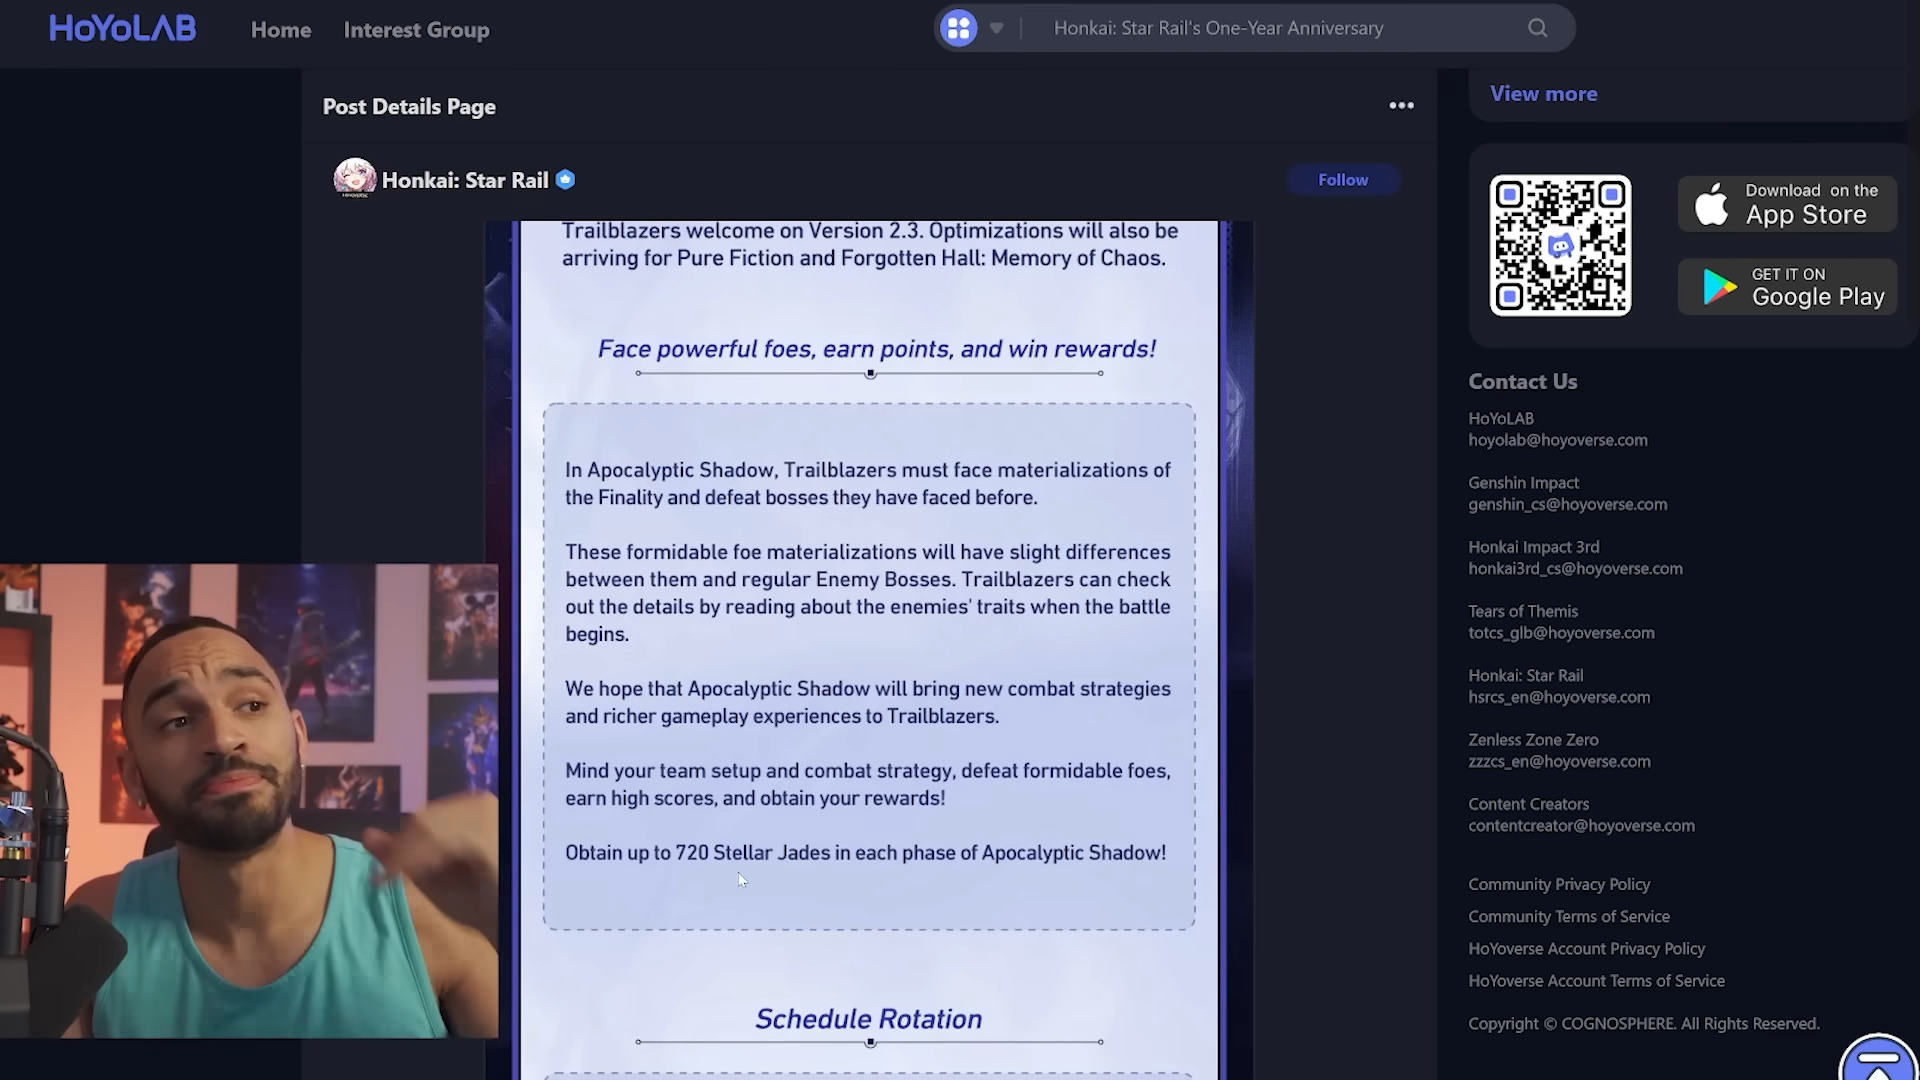 HoYoLAB
Home
Interest Group
Honkai: Star Rail's One-Year Anniversary
Post Details Page
Honkai: Star Rail
Follow
Trailblazers welcome on Version 2.3. Optimizations will also be
arriving for Pure Fiction and Forgotten Hall: Memory of Chaos.
Face powerful foes, earn points, and win rewards!
In Apocalyptic Shadow, Trailblazers must face materializations of
the Finality and defeat bosses they have faced before.
These formidable foe materializations will have slight differences
between them and regular Enemy Bosses. Trailblazers can check
out the details by reading about the enemies' traits when the battle
begins.
We hope that Apocalyptic Shadow will bring new combat strategies
and richer gameplay experiences to Trailblazers.
Mind your team setup and combat strategy, defeat formidable foes,
earn high scores, and obtain your rewards!
Obtain up to 720 Stellar Jades in each phase of Apocalyptic Shadow!
Schedule Rotation
View more
Download on the
App Store
GET IT ON
Google Play
Contact Us
HoYoLAB
hoyolab@hoyoverse.com
Genshin Impact
genshin_cs@hoyoverse.com
Honkai Impact 3rd
honkai3rd_cs@hoyoverse.com
Tears of Themis
totcs_glb@hoyoverse.com
Honkai: Star Rail
hsrcs_en@hoyoverse.com
Zenless Zone Zero
zzzcs_en@hoyoverse.com
Content Creators
contentcreator@hoyoverse.com
Community Privacy Policy
Community Terms of Service
HoYoverse Account Privacy Policy
HoYoverse Account Terms of Service
Copyright © COGNOSPHERE. All Rights Reserved.